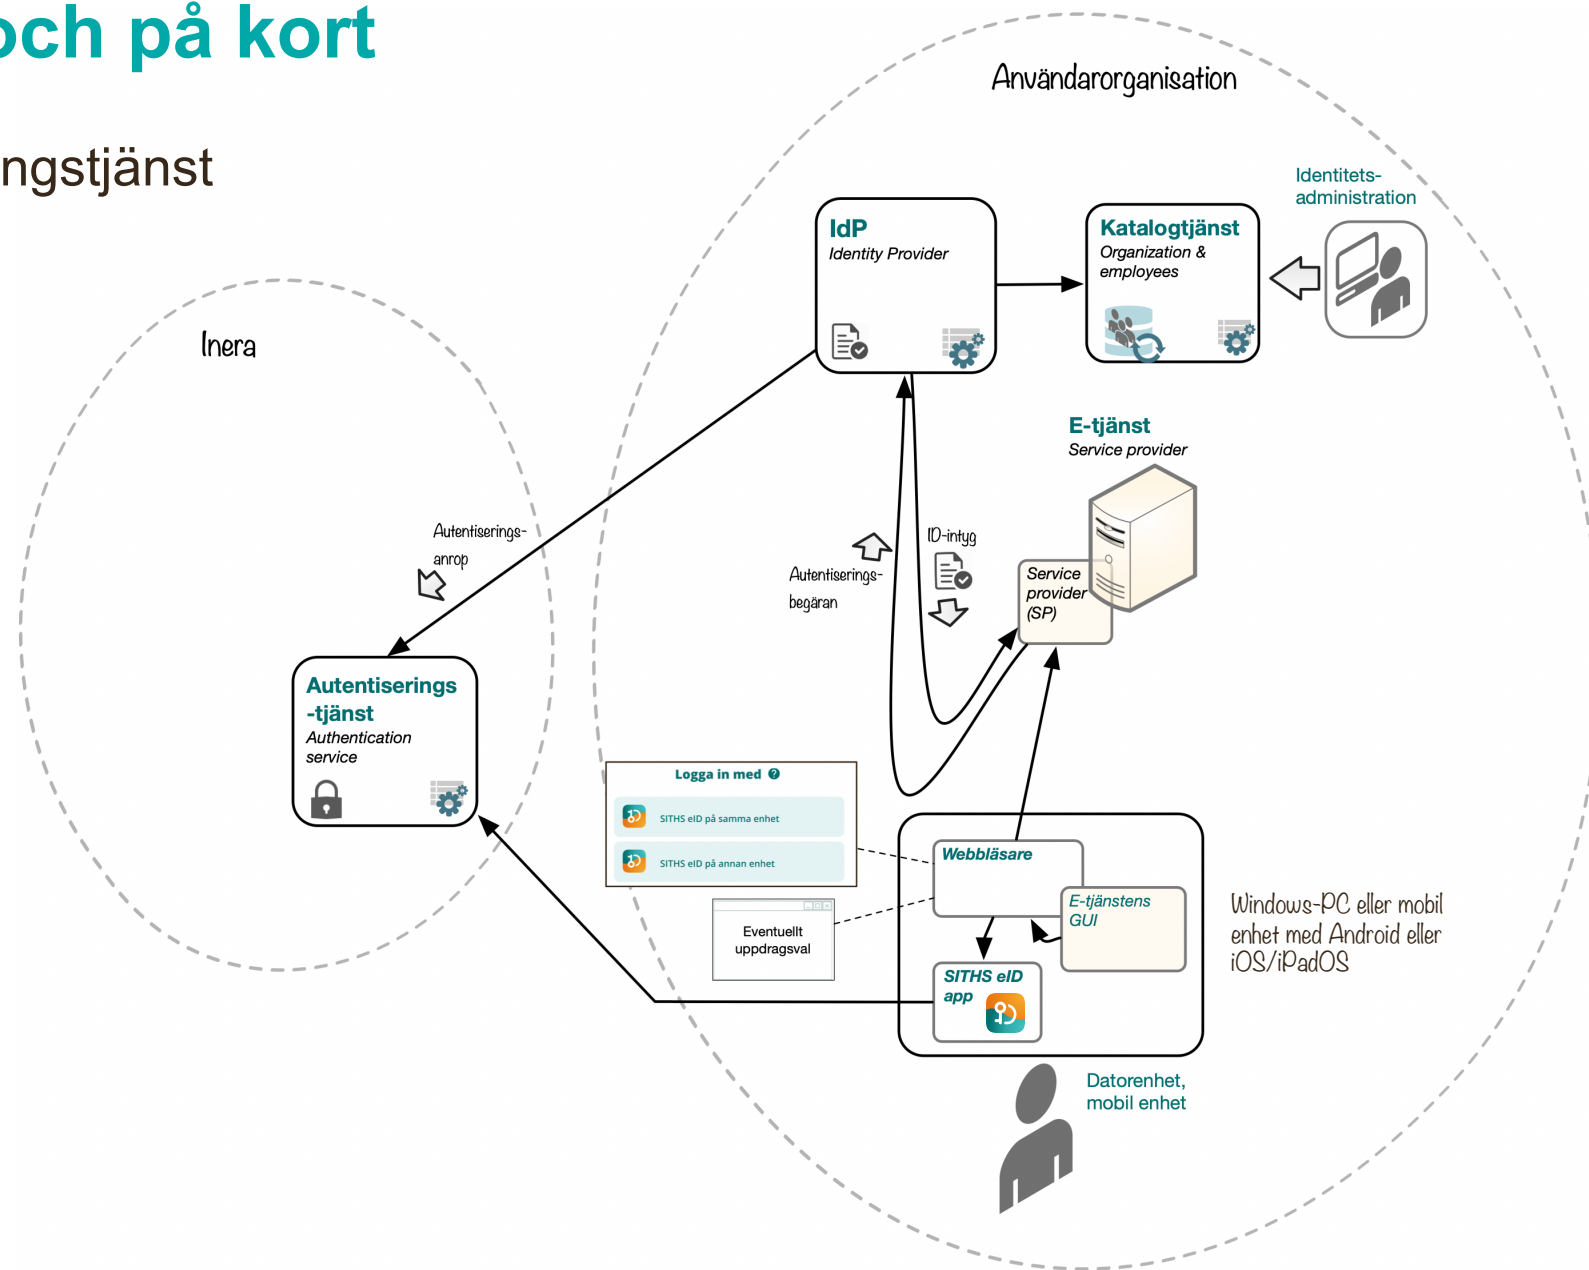 och på kort
ngstjänst
Användarorganisation
Identitets-
administration
IdP
Identity Provider
Katalogtjänst
Organization &
employees
Inera
E-tjänst
Service provider
Autentiserings-
anrop
ID-intyg
Autentiserings-
begäran
Service
provider
(SP)
Autentiserings
-tjänst
Authentication
service
Logga in med ?
SITHS eID på samma enhet
SITHS eID på annan enhet
Webbläsare
E-tjänstens
GUI
Eventuellt
uppdragsval
SITHS eID
app
Windows-PC eller mobil
enhet med Android eller
iOS/iPadOS
Datorenhet,
mobil enhet